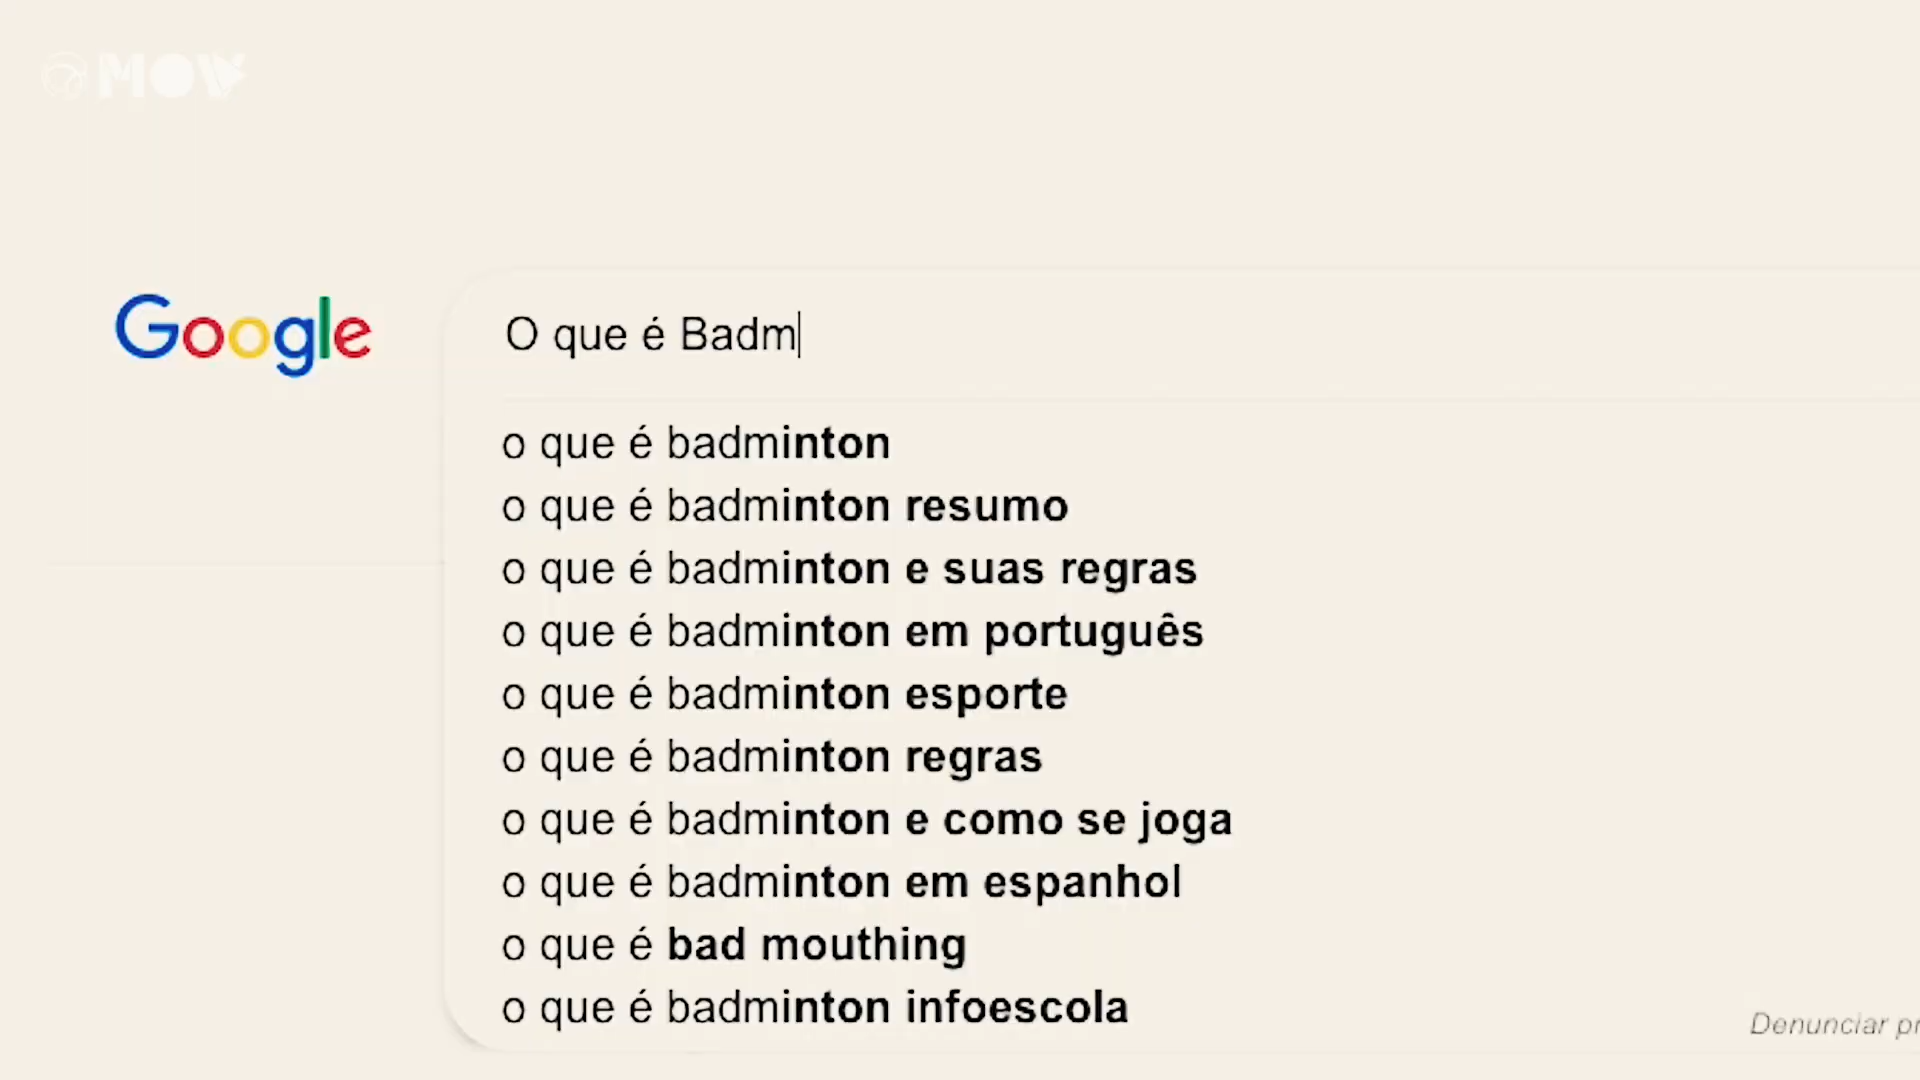 MOV
Google
O que é Badm
o que é badminton
o que é badminton resumo
o que é badminton e suas regras
o que é badminton em português
o que é badminton esporte
o que é badminton regras
o que é badminton e como se joga
o que é badminton em espanhol
o que é bad mouthing
o que é badminton infoescola
Denunciar pr